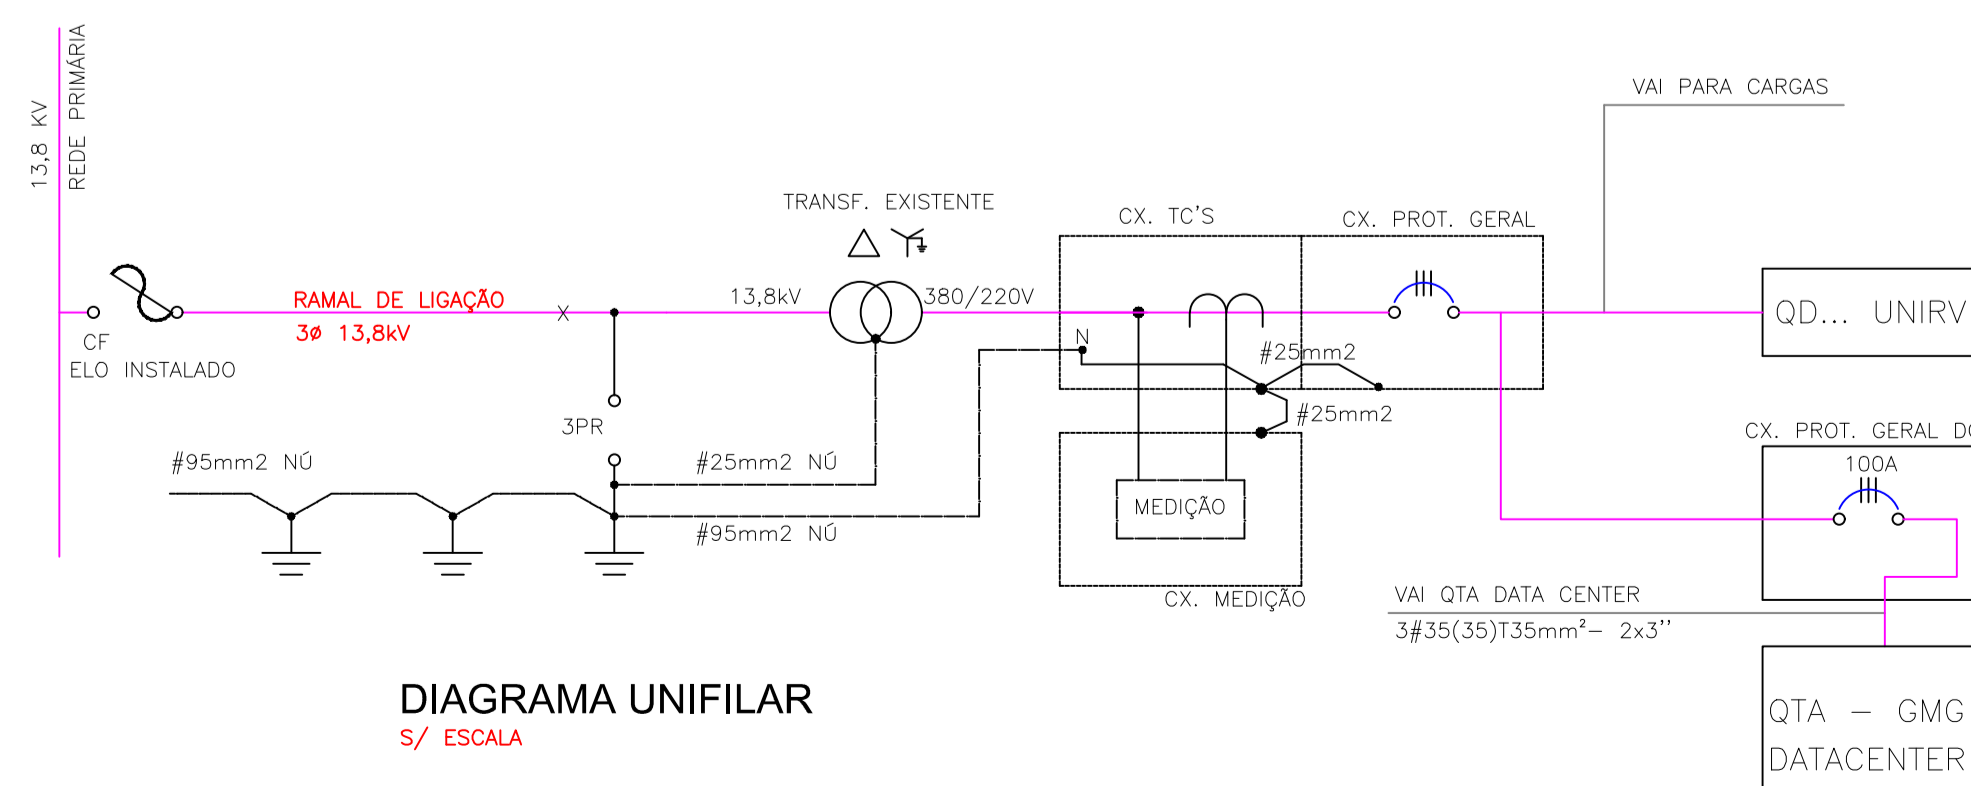 13,8 KV
REDE PRIMÁRIA
CF
ELO INSTALADO
RAMAL DE LIGAÇÃO
3ø 13,8kV
X
TRANSF. EXISTENTE
13,8kV
380/220V
3PR
#95mm2 NÚ
#25mm2 NÚ
#95mm2 NÚ
CX. TC'S
CX. PROT. GERAL
N
#25mm2
#25mm2
MEDIÇÃO
CX. MEDIÇÃO
VAI PARA CARGAS
QD... UNIRV
CX. PROT. GERAL DO
100A
VAI QTA DATA CENTER
3#35(35)T35mm²– 2x3''
QTA – GMG
DATACENTER
DIAGRAMA UNIFILAR
S/ ESCALA